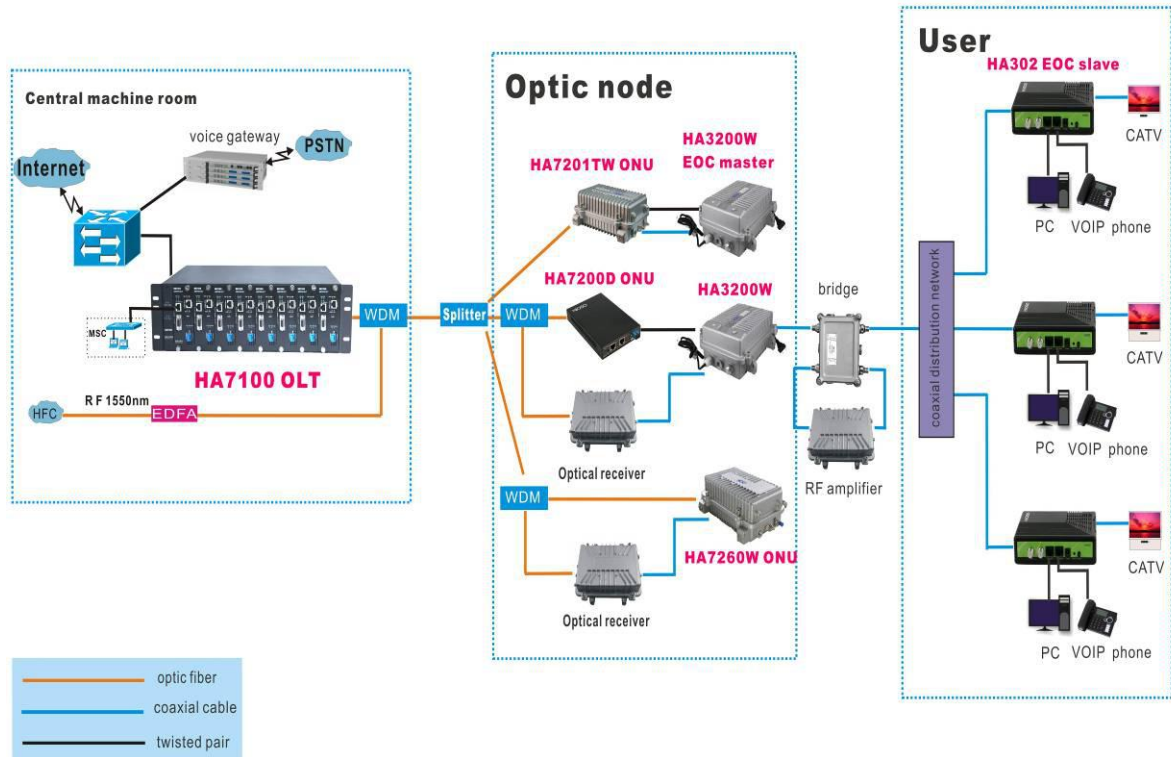 Central machine room
voice gateway
PSTN
Internet
MSC
HA7100 OLT
WDM
HFC
RF 1550nm
EDFA
Optic node
Splitter
HA7201TW ONU
HA3200W
EOC master
WDM
HA7200D ONU
HA3200W
Optical receiver
WDM
HA7260W ONU
Optical receiver
bridge
RF amplifier
User
coaxial distribution network
HA302 EOC slave
CATV
PC
VOIP phone
CATV
PC
VOIP phone
CATV
PC
VOIP phone
optic fiber
coaxial cable
twisted pair